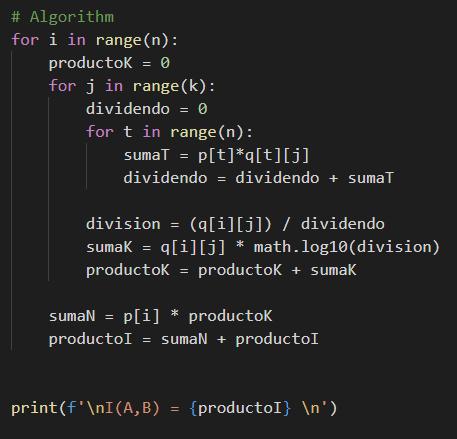 # Algorithm
for i in range(n):
    productoK = 0
    for j in range(k):
        dividendo = 0
        for t in range(n):
            sumaT = p[t]*q[t][j]
            dividendo = dividendo + sumaT

        division = (q[i][j]) / dividendo
        sumaK = q[i][j] * math.log10(division)
        productoK = productoK + sumaK

    sumaN = p[i] * productoK
    productoI = sumaN + productoI


print(f'\nI(A,B) = {productoI} \n')